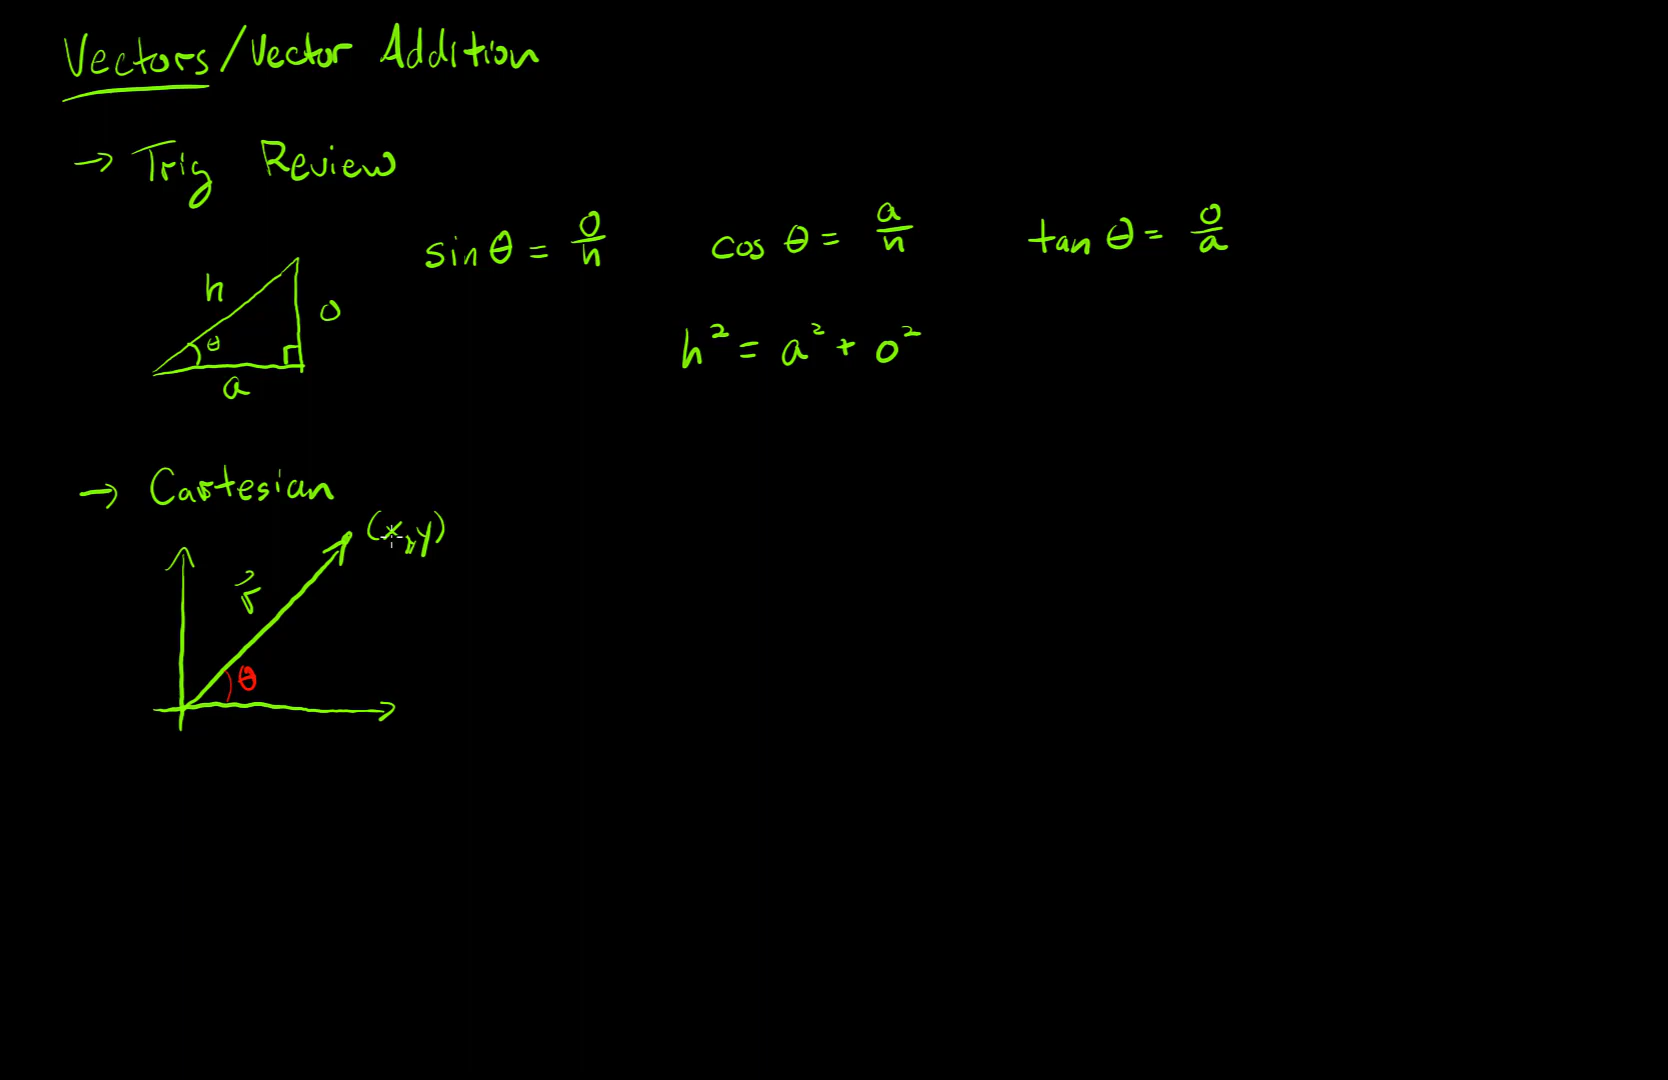 Vectors/Vector Addition
→ Trig Review
sin θ = o/h cos θ = a/h tan θ = o/a
h
o
θ
a
h² = a² + o²
→ Cartesian
(x, y)
r⃗
θ